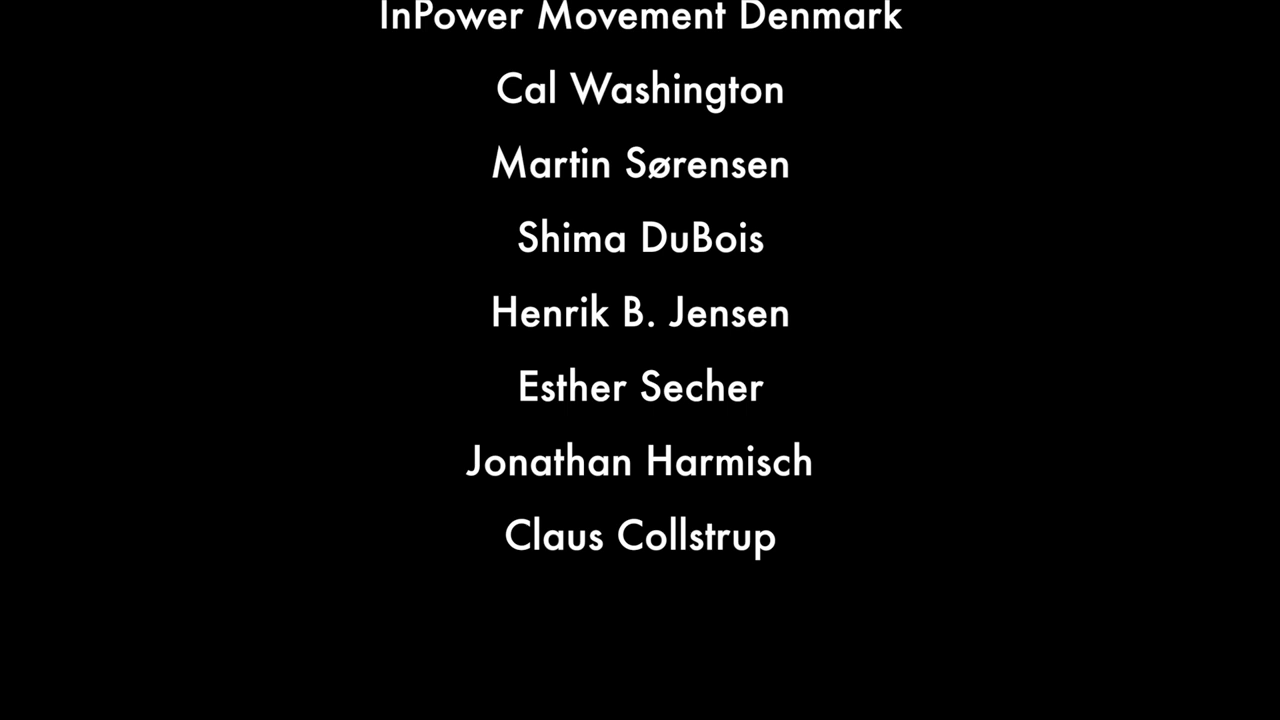 InPower Movement Denmark
Cal Washington
Martin Sørensen
Shima DuBois
Henrik B. Jensen
Esther Secher
Jonathan Harmisch
Claus Collstrup